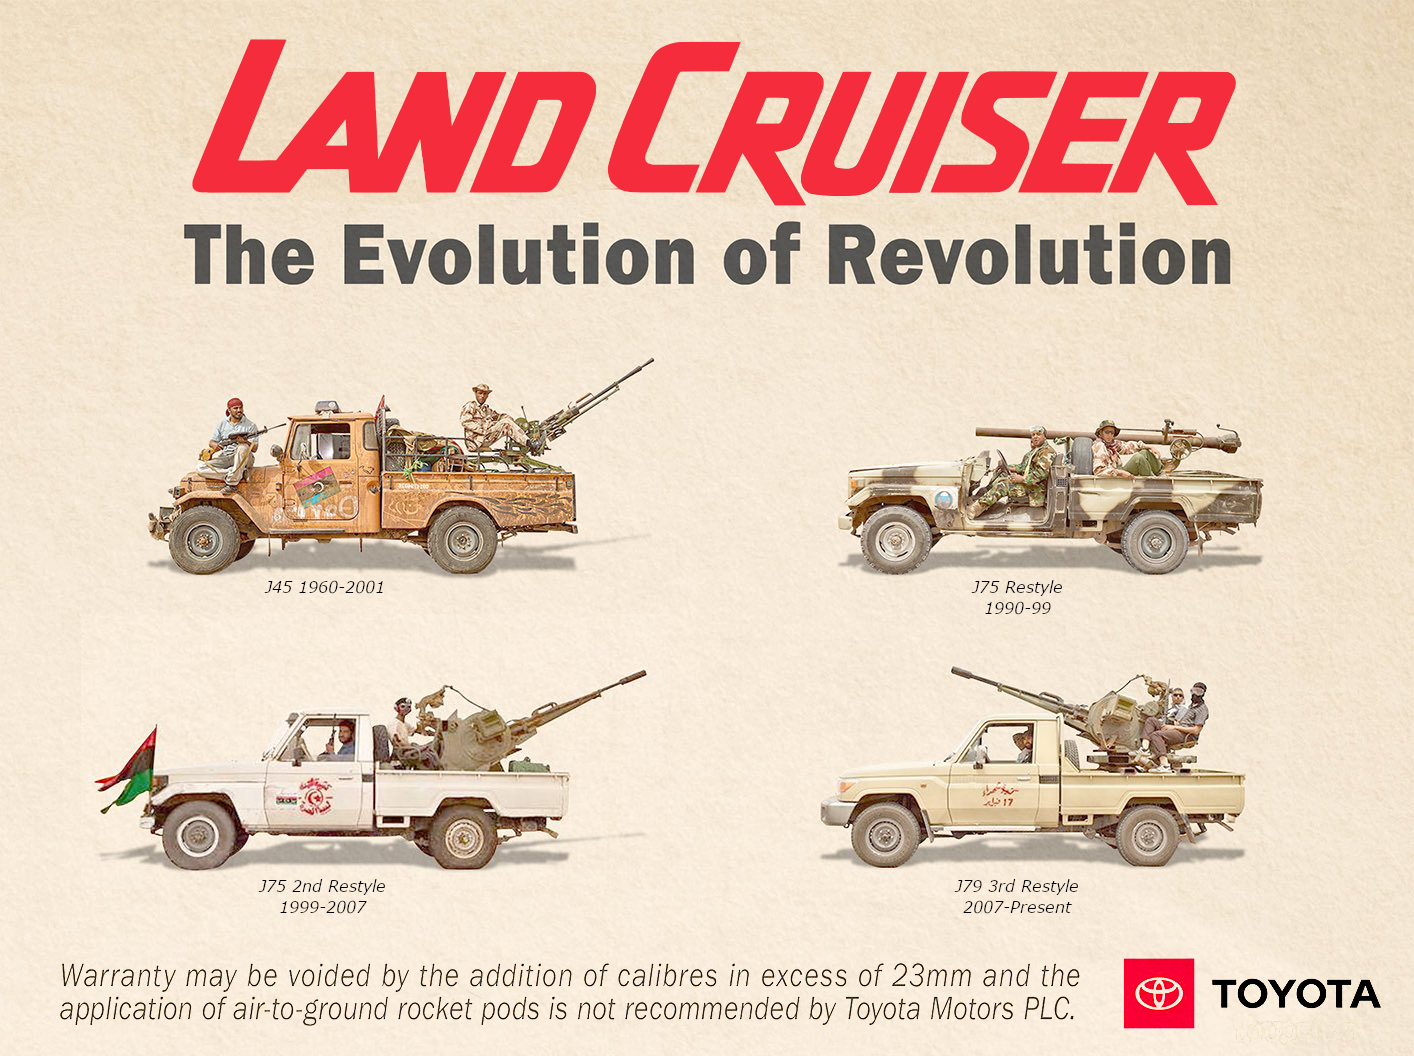 LAND CRUISER
The Evolution of Revolution
J45 1960-2001
J75 Restyle
1990-99
J75 2nd Restyle
1999-2007
J79 3rd Restyle
2007-Present
17 فبراير
Warranty may be voided by the addition of calibres in excess of 23mm and the
application of air-to-ground rocket pods is not recommended by Toyota Motors PLC.
TOYOTA